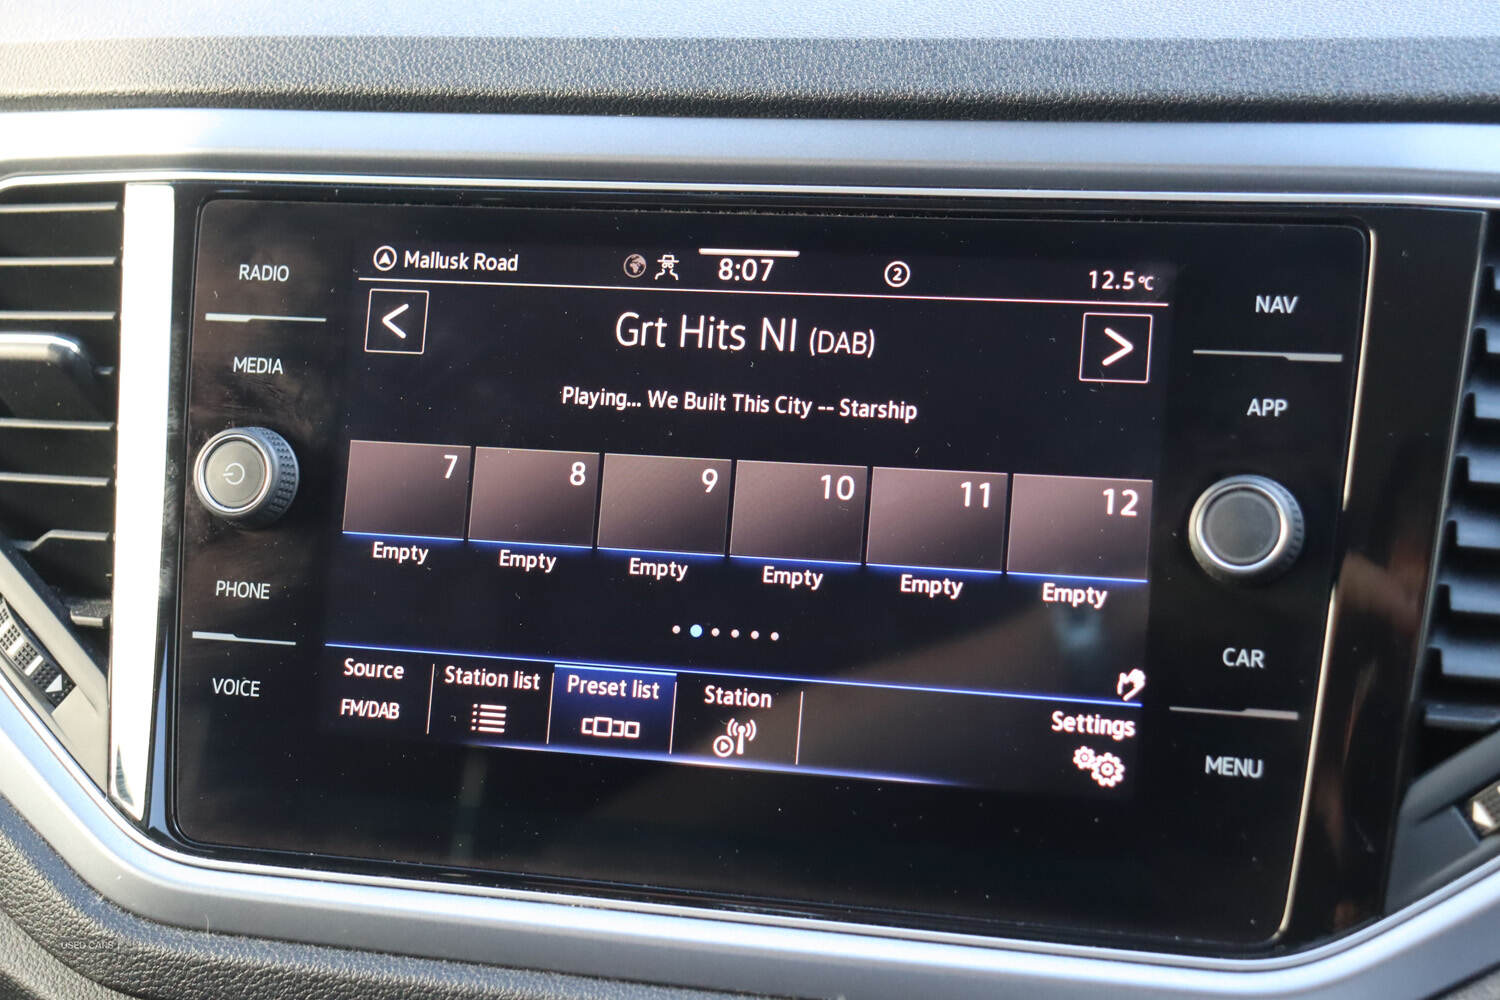 RADIO
MEDIA
PHONE
VOICE
Mallusk Road
8:07
2
12.5°C
Grt Hits NI (DAB)
Playing... We Built This City -- Starship
7 8 9 10 11 12
Empty Empty Empty Empty Empty Empty
Source Station list Preset list Station Settings
FM/DAB
NAV
APP
CAR
MENU
USED CARS